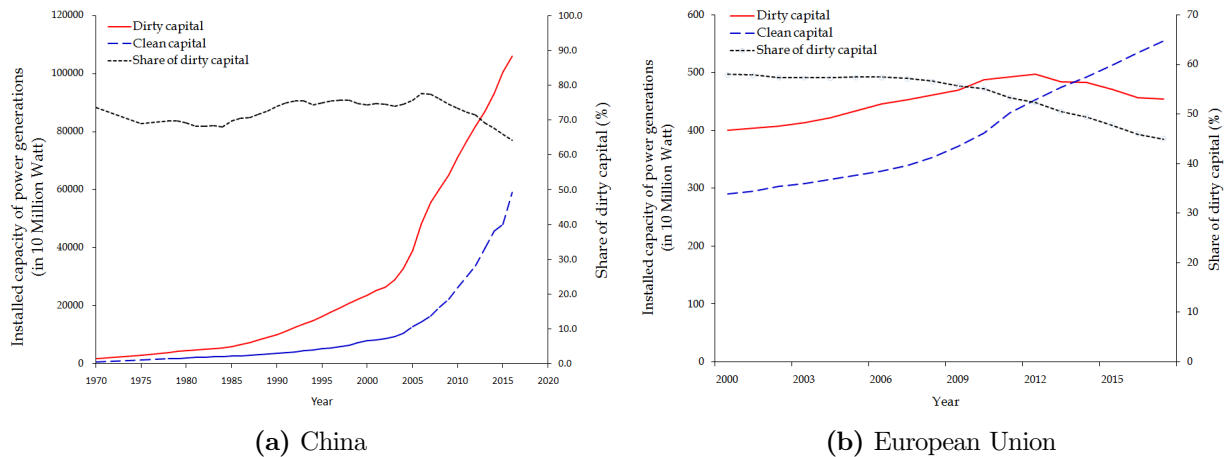 Dirty capital
Clean capital
Share of dirty capital
Installed capacity of power generations
(in 10 Million Watt)
120000
100000
80000
60000
40000
20000
0
100.0
90.0
80.0
70.0
60.0
50.0
40.0
30.0
20.0
10.0
0.0
Share of dirty capital (%)
1970 1975 1980 1985 1990 1995 2000 2005 2010 2015 2020
Year
(a) China
Dirty capital
Clean capital
Share of dirty capital
Installed capacity of power generations
(in 10 Million Watt)
600
500
400
300
200
100
0
70
60
50
40
30
20
10
0
Share of dirty capital (%)
2000 2003 2006 2009 2012 2015
Year
(b) European Union